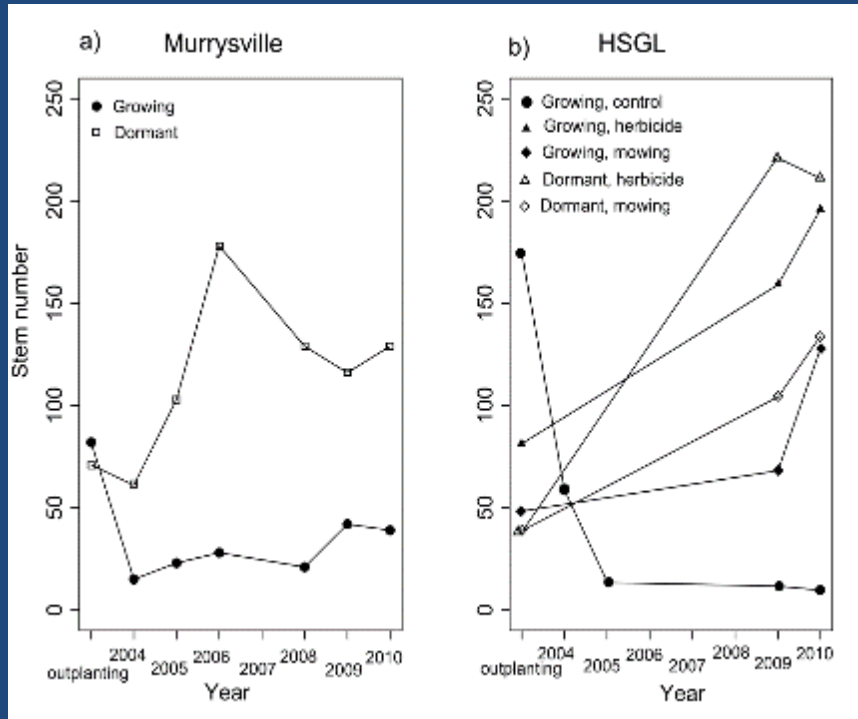 a) Murrysville
250
200
150
100
50
0
Stem number
Growing
Dormant
outplanting
2004
2005
2006
2007
2008
2009
2010
Year
b) HSGL
250
200
150
100
50
0
Growing, control
Growing, herbicide
Growing, mowing
Dormant, herbicide
Dormant, mowing
outplanting
2004
2005
2006
2007
2008
2009
2010
Year